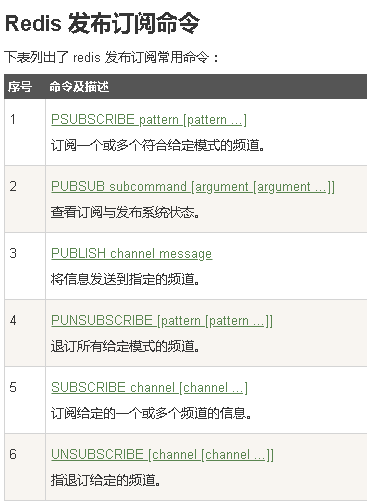 Redis 发布订阅命令
下表列出了 redis 发布订阅常用命令：
序号 命令及描述
1 PSUBSCRIBE pattern [pattern ...]
订阅一个或多个符合给定模式的频道。
2 PUBSUB subcommand [argument [argument ...]]
查看订阅与发布系统状态。
3 PUBLISH channel message
将信息发送到指定的频道。
4 PUNSUBSCRIBE [pattern [pattern ...]]
退订所有给定模式的频道。
5 SUBSCRIBE channel [channel ...]
订阅给定的一个或多个频道的信息。
6 UNSUBSCRIBE [channel [channel ...]]
指退订给定的频道。